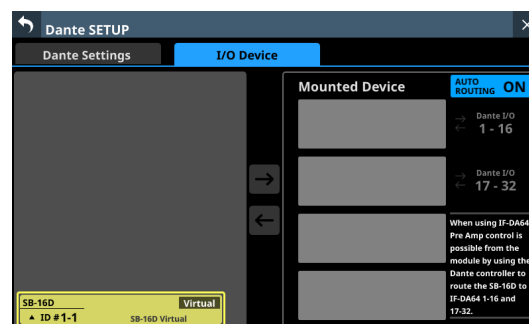 Dante SETUP
Dante Settings
I/O Device
Mounted Device
AUTO ROUTING ON
Dante I/O
1 - 16
Dante I/O
17 - 32
When using IF-DA64
Pre Amp control is
possible from the
module by using the
Dante controller to
route the SB-16D to
IF-DA64 1-16 and
17-32.
SB-16D
Virtual
ID #1-1
SB-16D Virtual